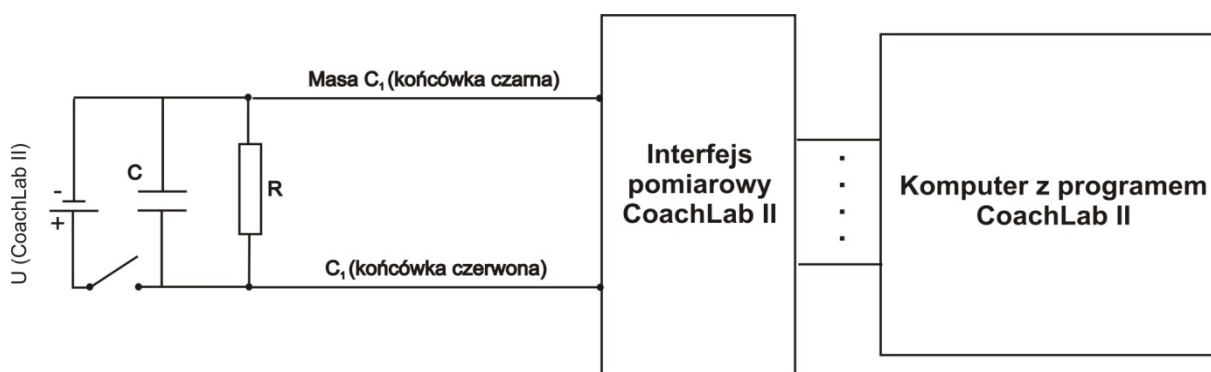 Masa C₁ (końcówka czarna)
U (CoachLab II)
-
+
C
R
C₁ (końcówka czerwona)
Interfejs
pomiarowy
CoachLab II
Komputer z programem
CoachLab II